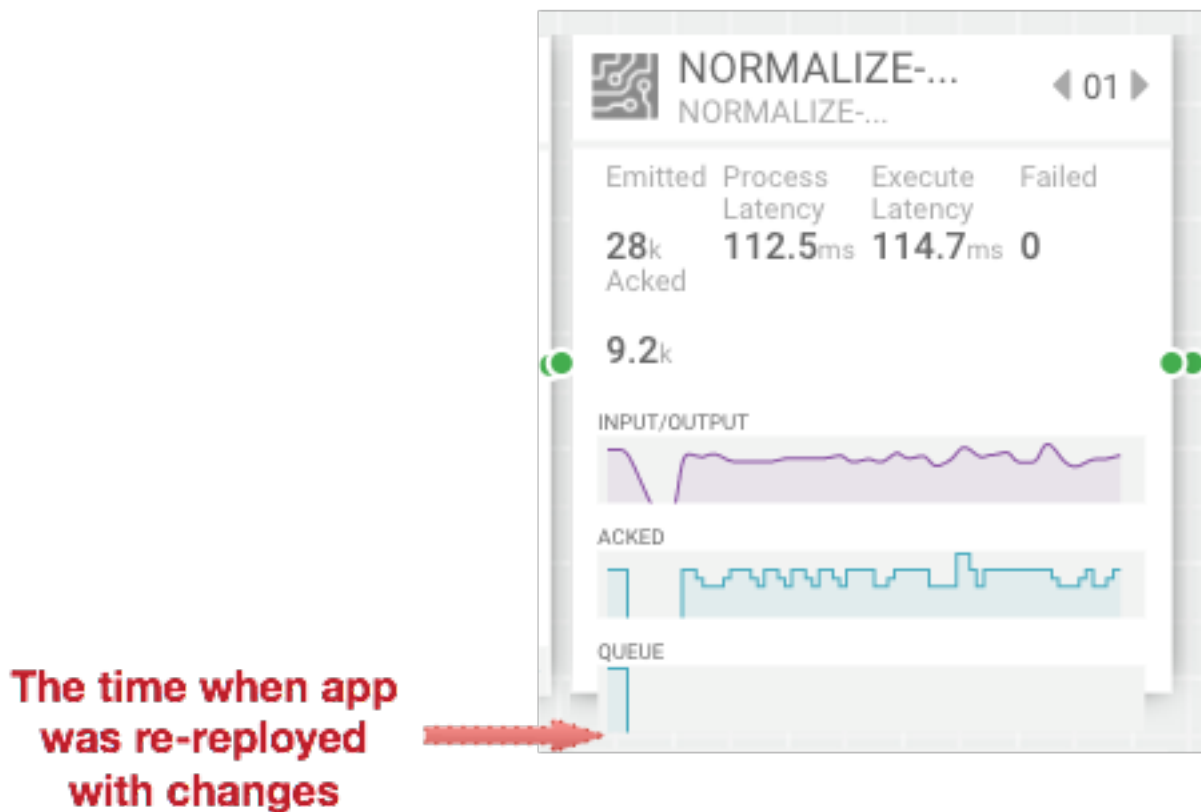 NORMALIZE-...
NORMALIZE-...
01
Emitted Process Execute Failed
Latency Latency
28k 112.5ms 114.7ms 0
Acked
9.2k
INPUT/OUTPUT
ACKED
QUEUE
The time when app
was re-reployed
with changes